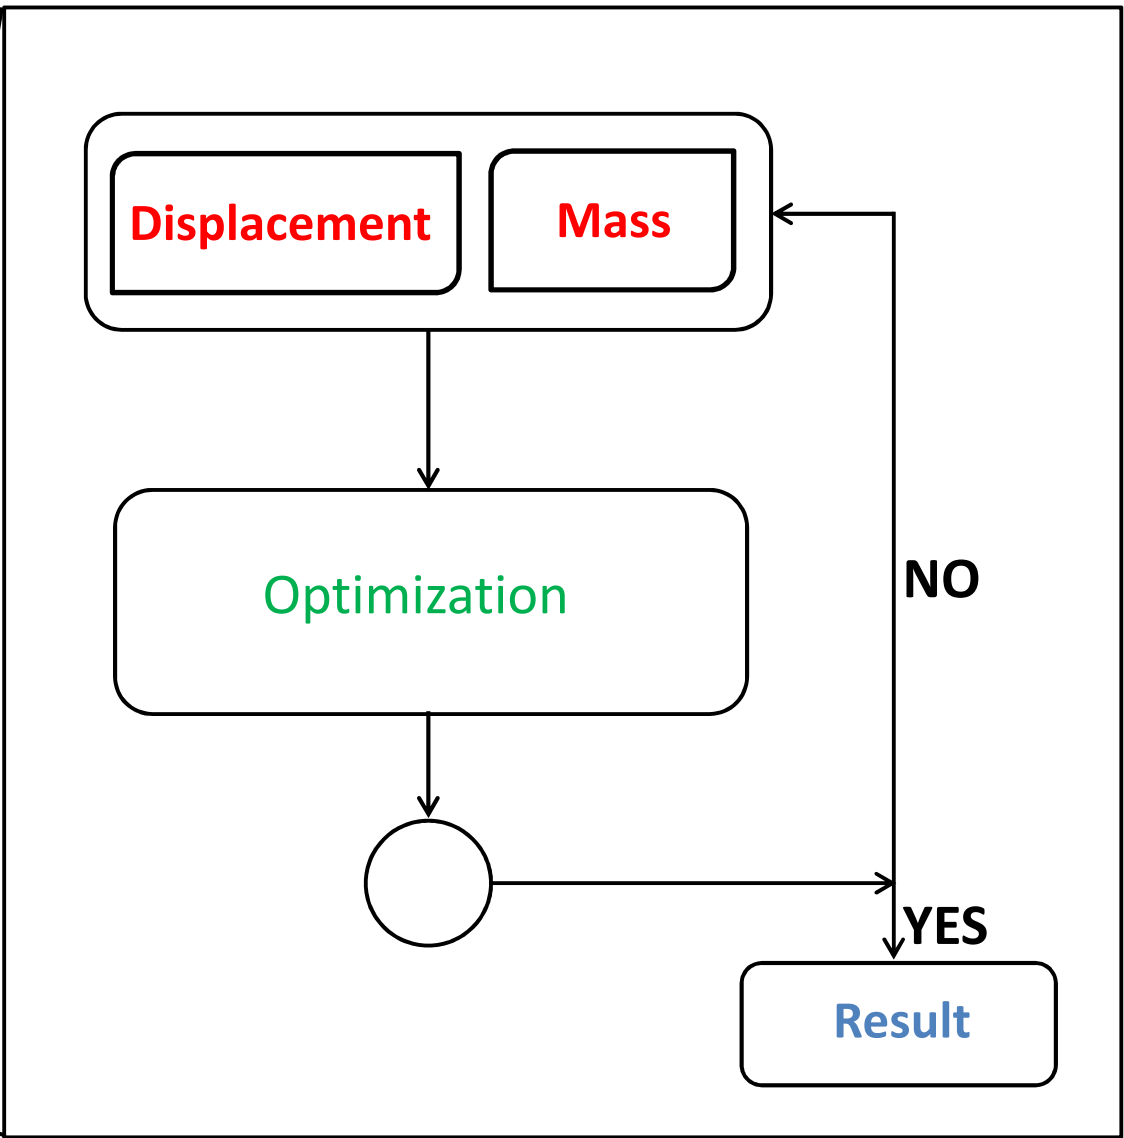 Displacement
Mass
Optimization
NO
YES
Result